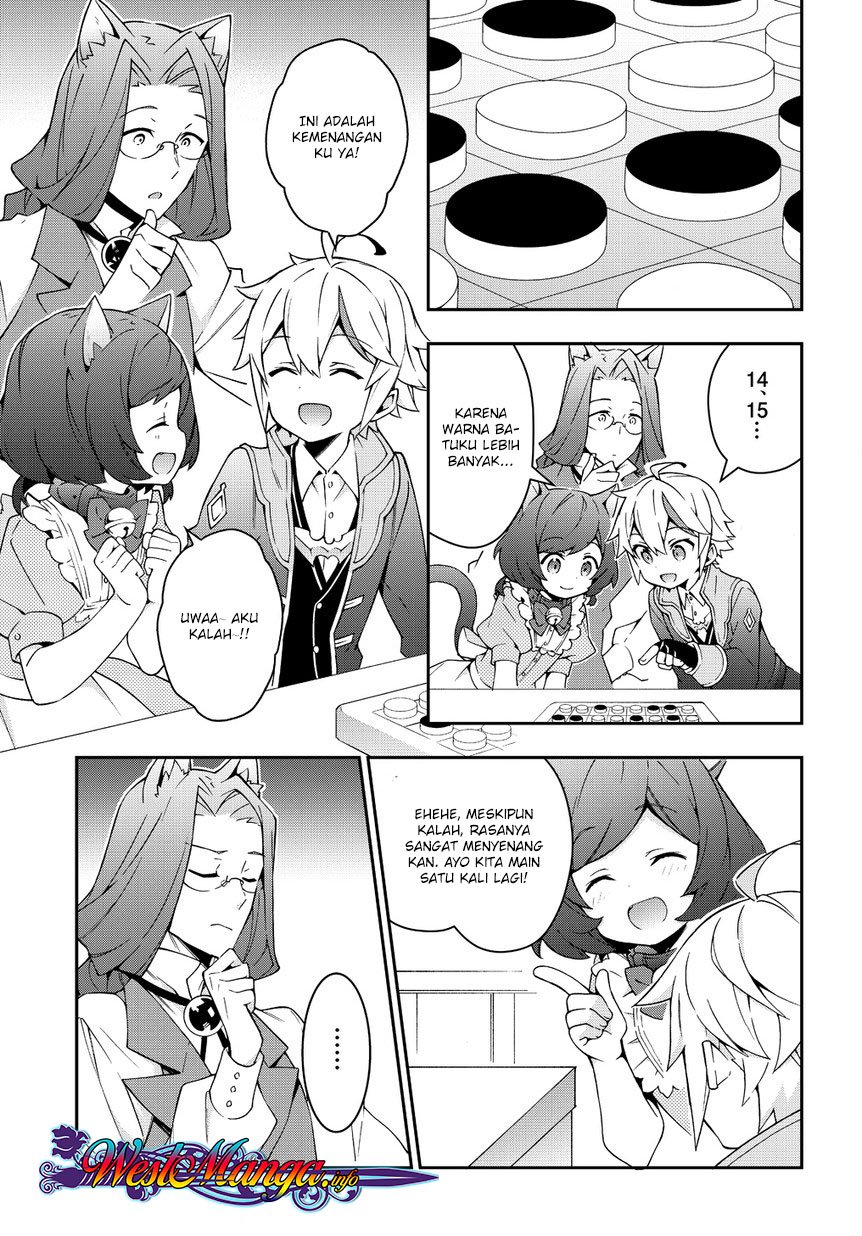 14、
15…
KARENA
WARNA BA-
TUKU LEBIH
BANYAK...
INI ADALAH
KEMENANGAN
KU YA!
UWAA~ AKU
KALAH~!!
EHEHE, MESKIPUN
KALAH, RASANYA
SANGAT MENYENANG
KAN. AYO KITA MAIN
SATU KALI LAGI!
......
WestManga.info